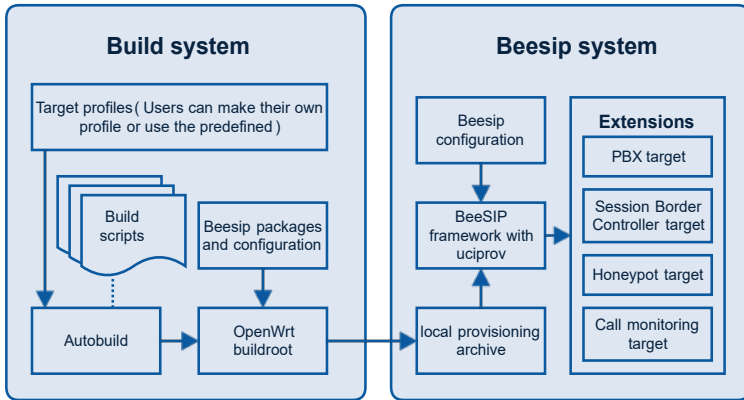 Build system
Target profiles( Users can make their own
profile or use the predefined )
Build
scripts
Beesip packages
and configuration
Autobuild
OpenWrt
buildroot
Beesip system
Beesip
configuration
BeeSIP
framework with
uciprov
local provisioning
archive
Extensions
PBX target
Session Border
Controller target
Honeypot target
Call monitoring
target